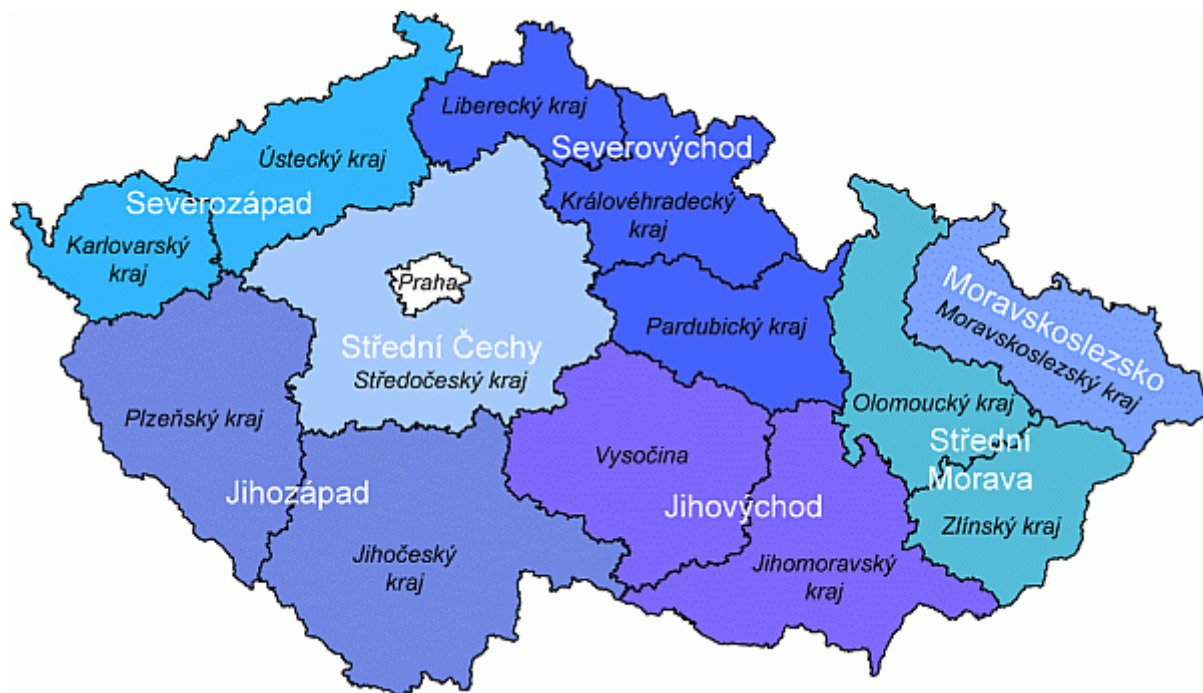 Liberecký kraj
Severovýchod
Ústecký kraj
Severozápad
Královéhradecký
kraj
Karlovarský
kraj
Praha
Moravskoslezsko
Moravskoslezský kraj
Pardubický kraj
Střední Čechy
Středočeský kraj
Plzeňský kraj
Olomoucký kraj
Střední
Morava
Vysočina
Jihozápad
Jihovýchod
Zlínský kraj
Jihočeský
kraj
Jihomoravský
kraj